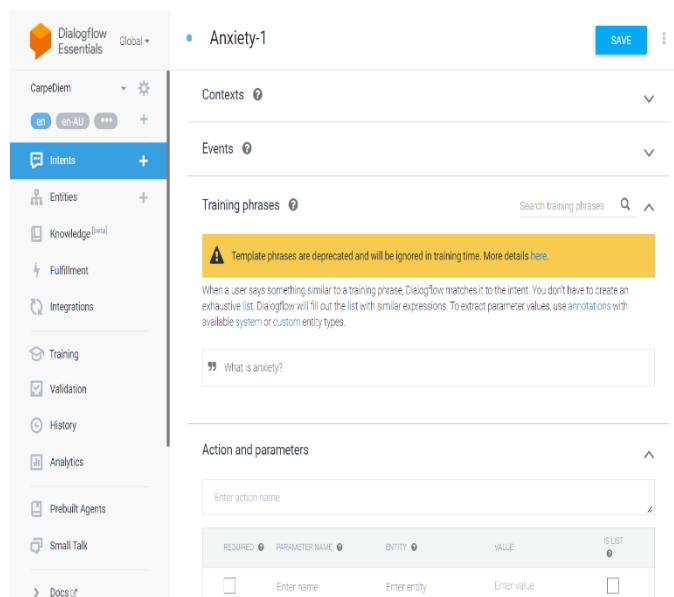 Dialogflow
Essentials
Global
CarpeDiem
en
en-AU
•••
+
Intents
+
Entities
+
Knowledge [beta]
Fulfillment
Integrations
Training
Validation
History
Analytics
Prebuilt Agents
Small Talk
Docs
Anxiety-1
SAVE
Contexts
Events
Training phrases
Search training phrases
Template phrases are deprecated and will be ignored in training time. More details here.
When a user says something similar to a training phrase, Dialogflow matches it to the intent. You don't have to create an
exhaustive list. Dialogflow will fill out the list with similar expressions. To extract parameter values, use annotations with
available system or custom entity types.
What is anxiety?
Action and parameters
Enter action name
REQUIRED PARAMETER NAME ENTITY VALUE IS LIST
Enter name Enter entity Enter value